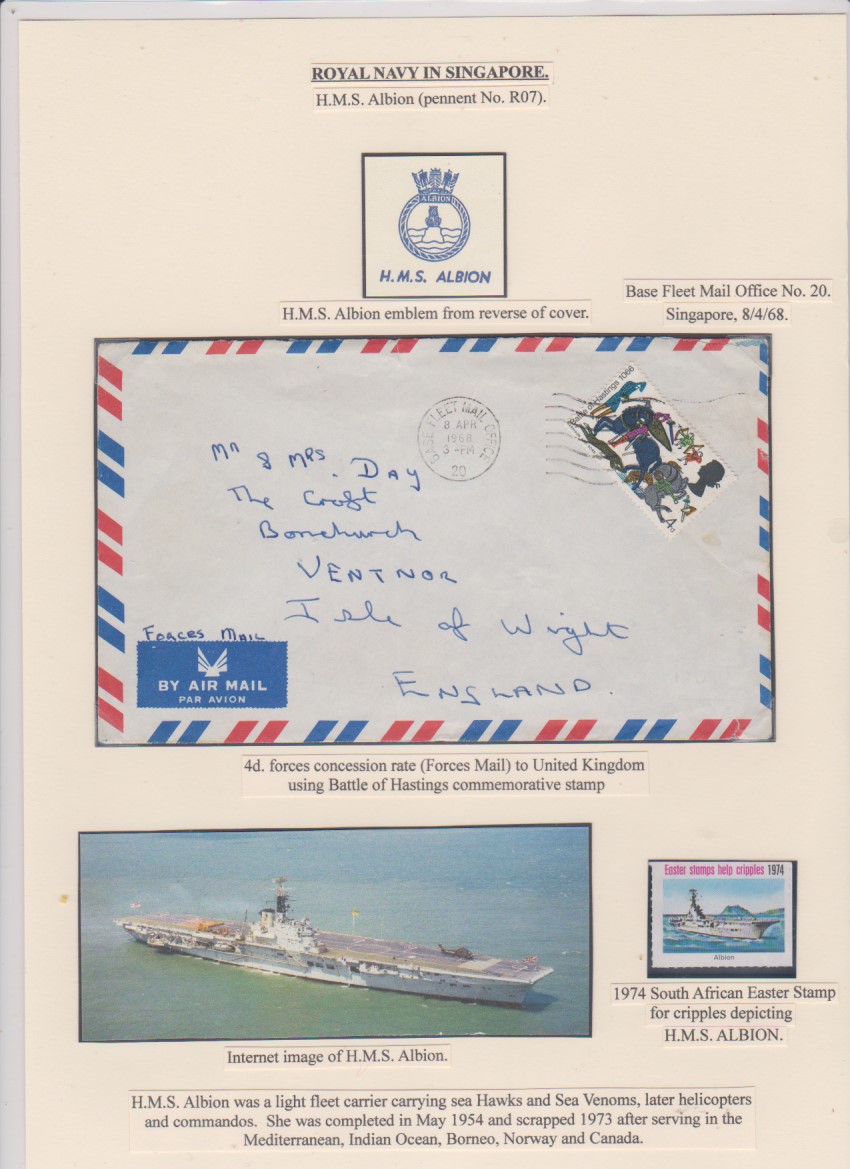 ROYAL NAVY IN SINGAPORE.
H.M.S. Albion (pennent No. R07).
ALBION
H.M.S. ALBION
H.M.S. Albion emblem from reverse of cover.
Base Fleet Mail Office No. 20.
Singapore, 8/4/68.
BASE FLEET MAIL OFFICE
8 APR
1968
3 - PM
20
Battle of Hastings 1066
4d
Mr & Mrs. DAY
The Croft
Bonchurch
VENTNOR
Isle of Wight
ENGLAND.
FORCES MAIL
BY AIR MAIL
PAR AVION
4d. forces concession rate (Forces Mail) to United Kingdom
using Battle of Hastings commemorative stamp
Easter stamps help cripples 1974
Albion
1974 South African Easter Stamp
for cripples depicting
H.M.S. ALBION.
Internet image of H.M.S. Albion.
H.M.S. Albion was a light fleet carrier carrying sea Hawks and Sea Venoms, later helicopters
and commandos. She was completed in May 1954 and scrapped 1973 after serving in the
Mediterranean, Indian Ocean, Borneo, Norway and Canada.